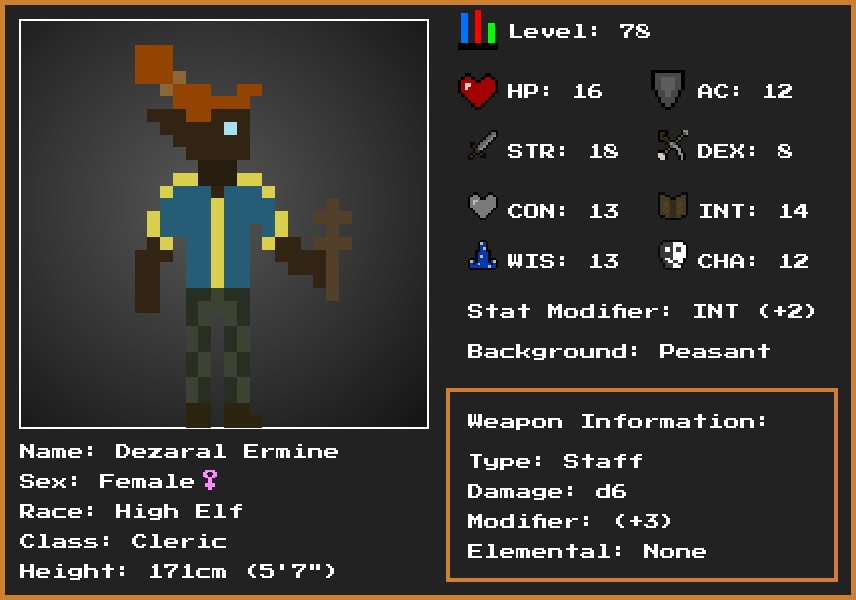 Level: 78
HP: 16 AC: 12
STR: 18 DEX: 8
CON: 13 INT: 14
WIS: 13 CHA: 12
Stat Modifier: INT (+2)
Background: Peasant
Weapon Information:
Type: Staff
Damage: d6
Modifier: (+3)
Elemental: None
Name: Dezaral Ermine
Sex: Female♀
Race: High Elf
Class: Cleric
Height: 171cm (5'7")